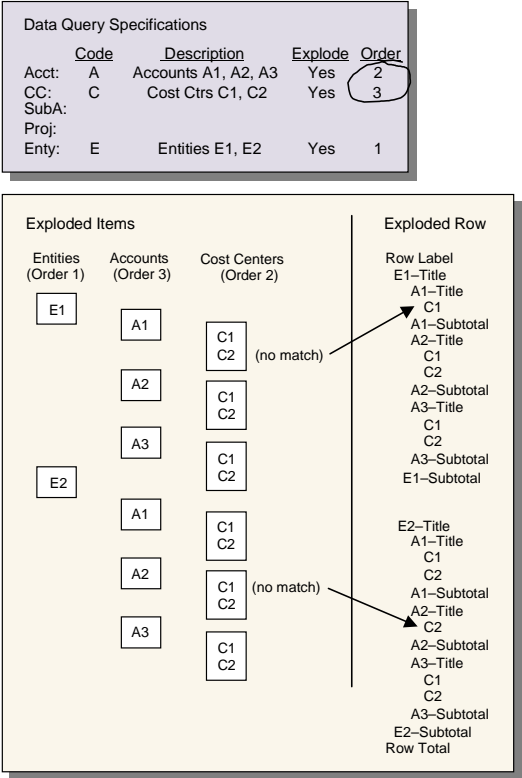 Data Query Specifications
Code Description Explode Order
Acct: A Accounts A1, A2, A3 Yes 2
CC: C Cost Ctrs C1, C2 Yes 3
SubA:
Proj:
Enty: E Entities E1, E2 Yes 1
Exploded Items
Entities (Order 1)
Accounts (Order 3)
Cost Centers (Order 2)
E1
A1
C1
C2 (no match)
A2
C1
C2
A3
C1
C2
E2
A1
C1
C2
A2
C1 (no match)
C2
A3
C1
C2
Exploded Row
Row Label
E1–Title
A1–Title
C1
A1–Subtotal
A2–Title
C1
C2
A2–Subtotal
A3–Title
C1
C2
A3–Subtotal
E1–Subtotal
E2–Title
A1–Title
C1
C2
A1–Subtotal
A2–Title
C2
A2–Subtotal
A3–Title
C1
C2
A3–Subtotal
E2–Subtotal
Row Total